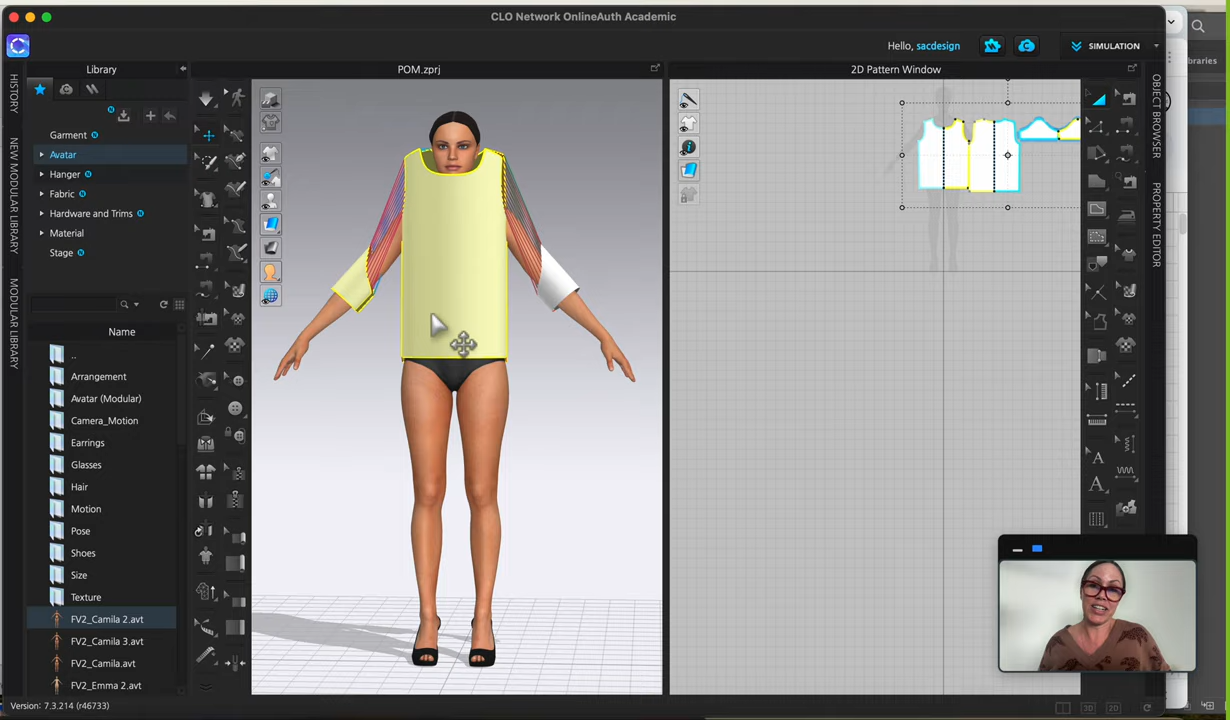 CLO Network OnlineAuth Academic
Hello, sacdesign
SIMULATION
Library
POM.zprj
2D Pattern Window
HISTORY
NEW MODULAR LIBRARY
MODULAR LIBRARY
Garment
Avatar
Hanger
Fabric
Hardware and Trims
Material
Stage
Name
..
Arrangement
Avatar (Modular)
Camera_Motion
Earrings
Glasses
Hair
Motion
Pose
Shoes
Size
Texture
FV2_Camila 2.avt
FV2_Camila 3.avt
FV2_Camila.avt
FV2_Emma 2.avt
OBJECT BROWSER
PROPERTY EDITOR
braries
A
A
Version: 7.3.214 (r46733)
3D
2D